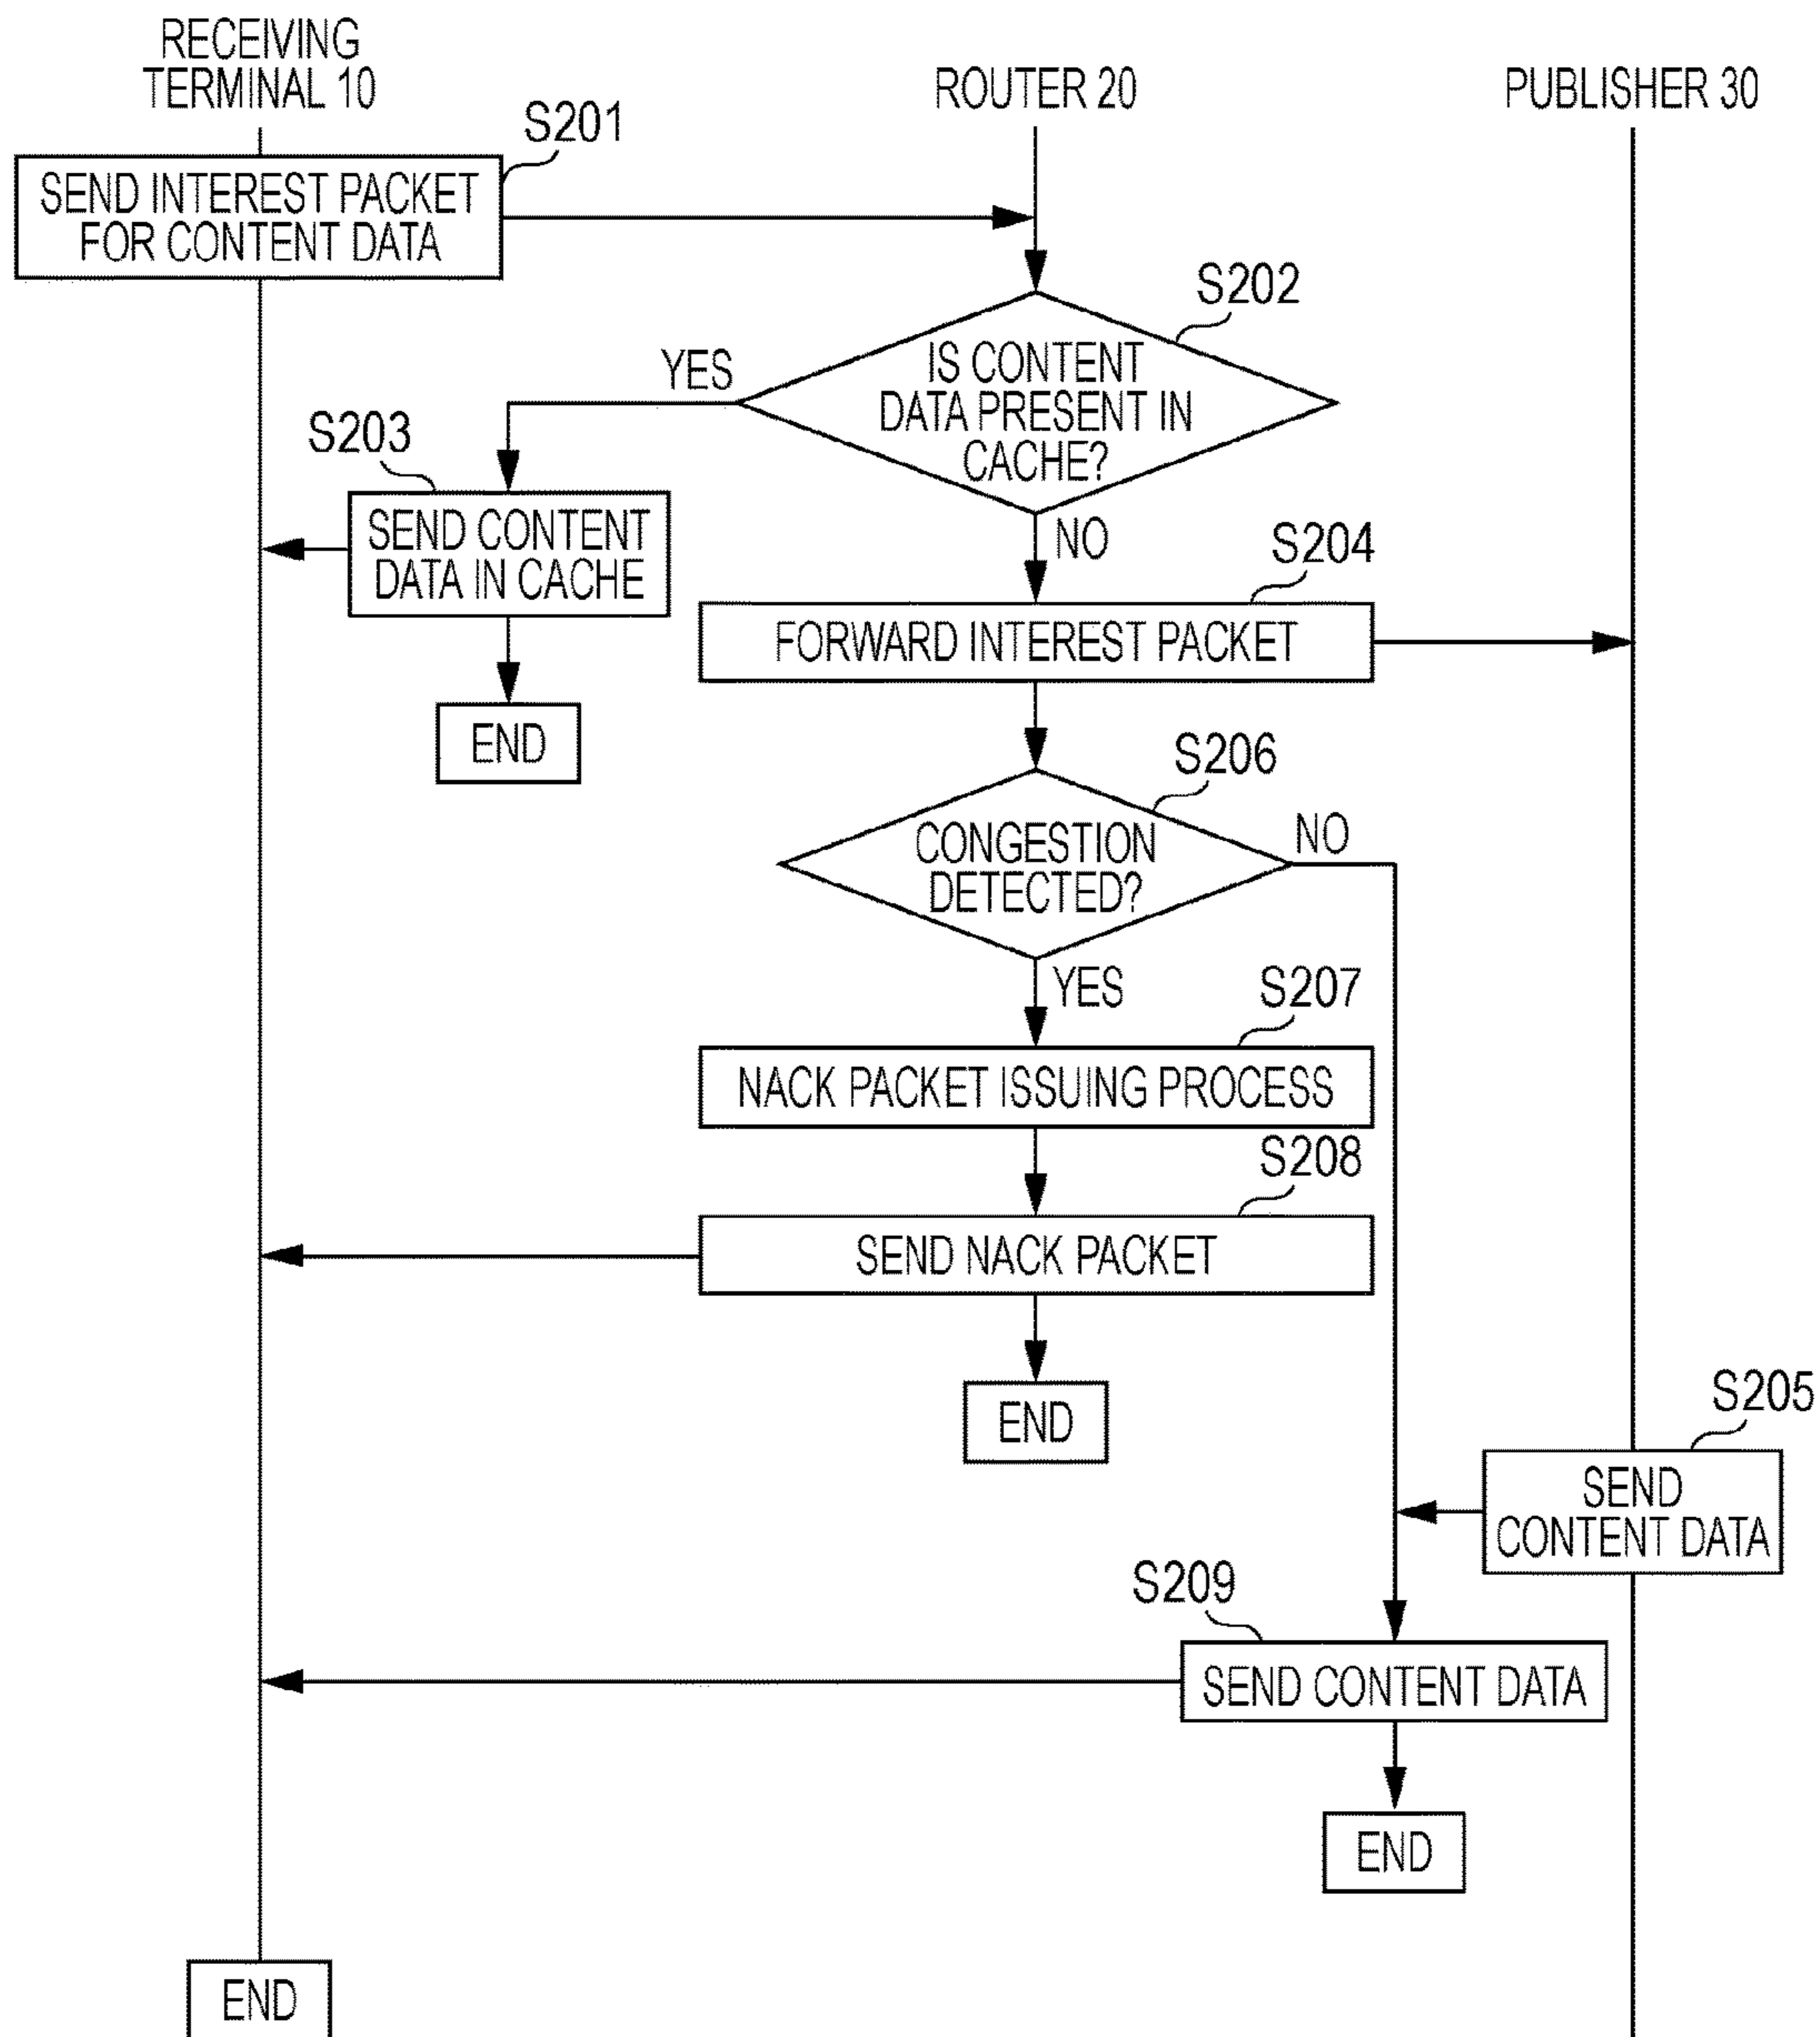 RECEIVING
TERMINAL 10
ROUTER 20
PUBLISHER 30
S201
SEND INTEREST PACKET
FOR CONTENT DATA
S202
IS CONTENT
DATA PRESENT IN
CACHE?
YES
S203
SEND CONTENT
DATA IN CACHE
NO
S204
FORWARD INTEREST PACKET
END
S206
CONGESTION
DETECTED?
NO
YES
S207
NACK PACKET ISSUING PROCESS
S208
SEND NACK PACKET
END
S205
SEND
CONTENT DATA
S209
SEND CONTENT DATA
END
END